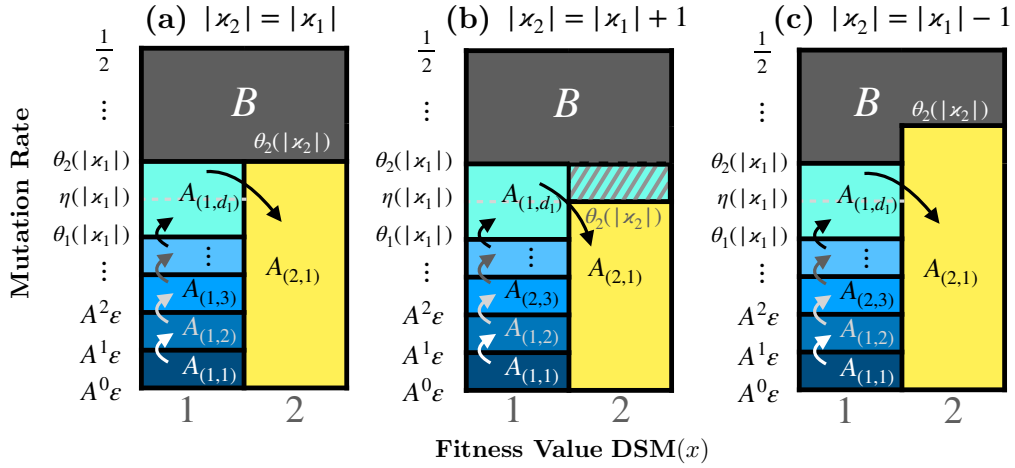 (a) |ϰ₂| = |ϰ₁|
(b) |ϰ₂| = |ϰ₁| + 1
(c) |ϰ₂| = |ϰ₁| − 1
Mutation Rate
1/2
⋮
θ₂(|ϰ₁|)
η(|ϰ₁|)
θ₁(|ϰ₁|)
⋮
A²ε
A¹ε
A⁰ε
B
θ₂(|ϰ₂|)
A₍₁,d₁₎
⋮
A₍₁,₃₎
A₍₁,₂₎
A₍₁,₁₎
A₍₂,₁₎
1 2
1/2
⋮
θ₂(|ϰ₁|)
η(|ϰ₁|)
θ₁(|ϰ₁|)
⋮
A²ε
A¹ε
A⁰ε
B
A₍₁,d₁₎
θ₂(|ϰ₂|)
⋮
A₍₂,₃₎
A₍₁,₂₎
A₍₁,₁₎
A₍₂,₁₎
1 2
1/2
⋮
θ₂(|ϰ₁|)
η(|ϰ₁|)
θ₁(|ϰ₁|)
⋮
A²ε
A¹ε
A⁰ε
B
θ₂(|ϰ₂|)
A₍₁,d₁₎
⋮
A₍₂,₃₎
A₍₁,₂₎
A₍₁,₁₎
A₍₂,₁₎
1 2
Fitness Value DSM(x)